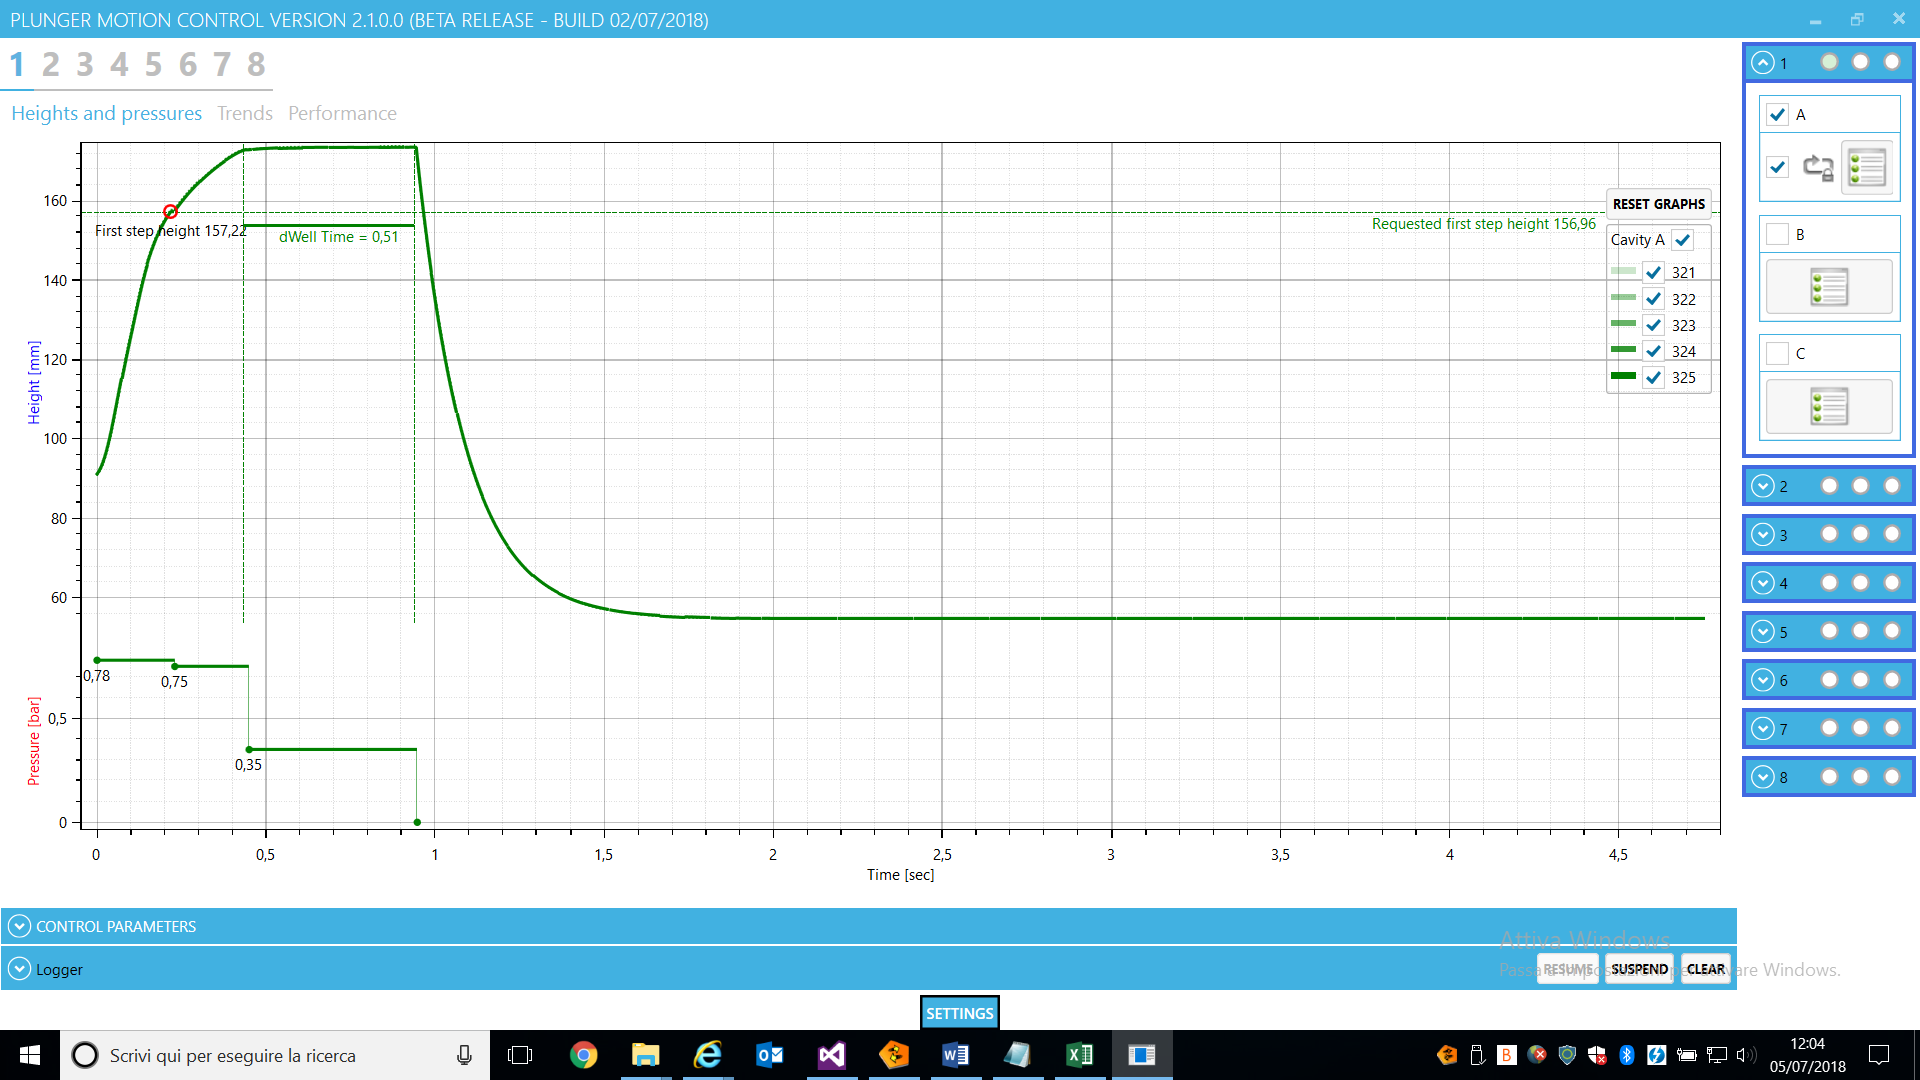 PLUNGER MOTION CONTROL VERSION 2.1.0.0 (BETA RELEASE - BUILD 02/07/2018)
1 2 3 4 5 6 7 8
Heights and pressures Trends Performance
160
140
120
100
80
60
Height [mm]
0,5
0
Pressure [bar]
First step height 157,22
dWell Time = 0,51
Requested first step height 156,96
RESET GRAPHS
Cavity A
321
322
323
324
325
0,78
0,75
0,35
0 0,5 1 1,5 2 2,5 3 3,5 4 4,5
Time [sec]
1
A
B
C
2
3
4
5
6
7
8
CONTROL PARAMETERS
Logger
RESUME SUSPEND CLEAR
Attiva Windows
Passa a Impostazioni per attivare Windows.
SETTINGS
Scrivi qui per eseguire la ricerca
12:04
05/07/2018